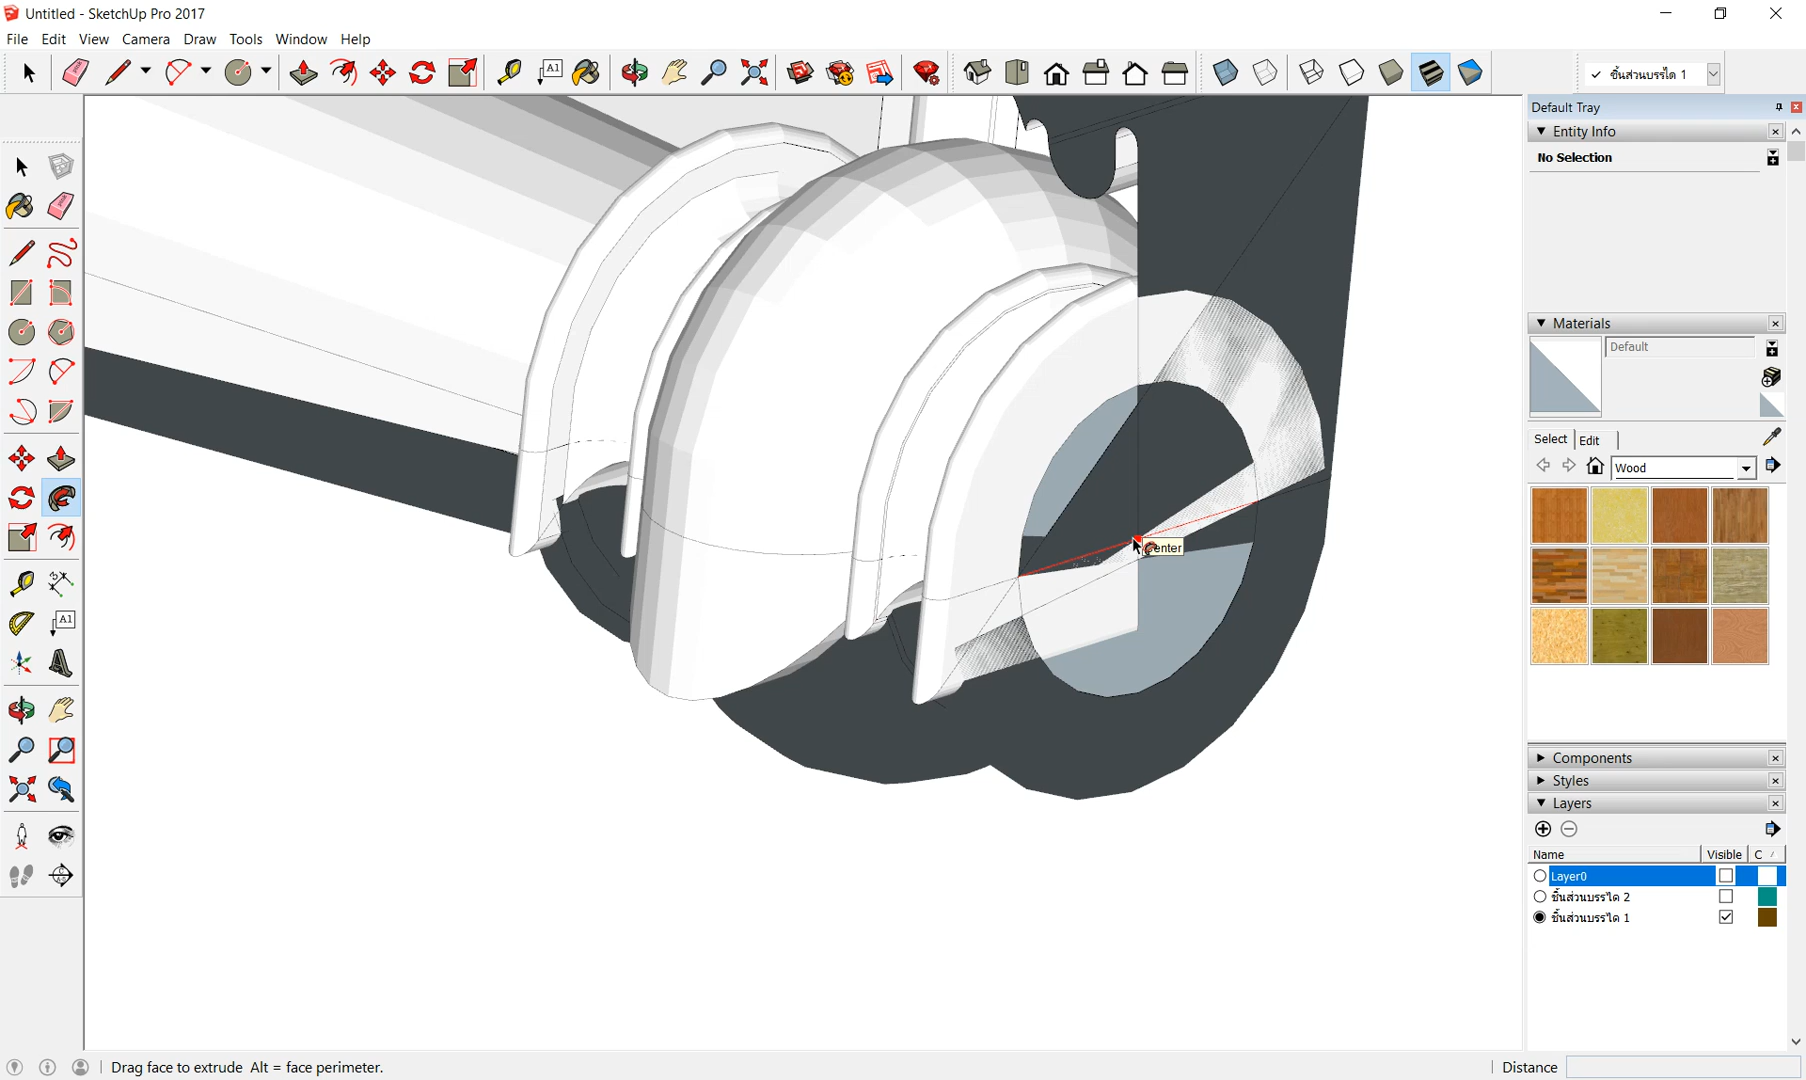 Untitled - SketchUp Pro 2017
File Edit View Camera Draw Tools Window Help
A1
✓ ชิ้นส่วนบรรได 1
Default Tray
Entity Info
No Selection
Materials
Default
Select Edit
Wood
Center
A1
Components
Styles
Layers
Name Visible C
Layer0
ชิ้นส่วนบรรได 2
ชิ้นส่วนบรรได 1
Drag face to extrude Alt = face perimeter.
Distance